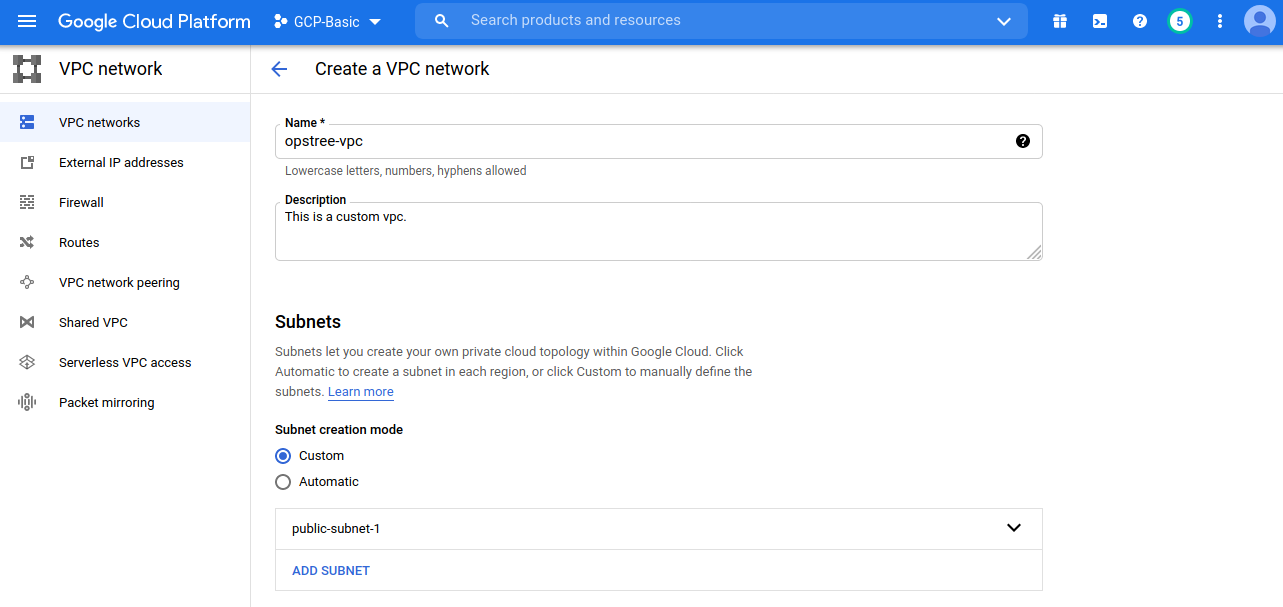 Google Cloud Platform
GCP-Basic
Search products and resources
5
VPC network
Create a VPC network
VPC networks
External IP addresses
Firewall
Routes
VPC network peering
Shared VPC
Serverless VPC access
Packet mirroring
Name *
opstree-vpc
Lowercase letters, numbers, hyphens allowed
Description
This is a custom vpc.
Subnets
Subnets let you create your own private cloud topology within Google Cloud. Click
Automatic to create a subnet in each region, or click Custom to manually define the
subnets. Learn more
Subnet creation mode
Custom
Automatic
public-subnet-1
ADD SUBNET